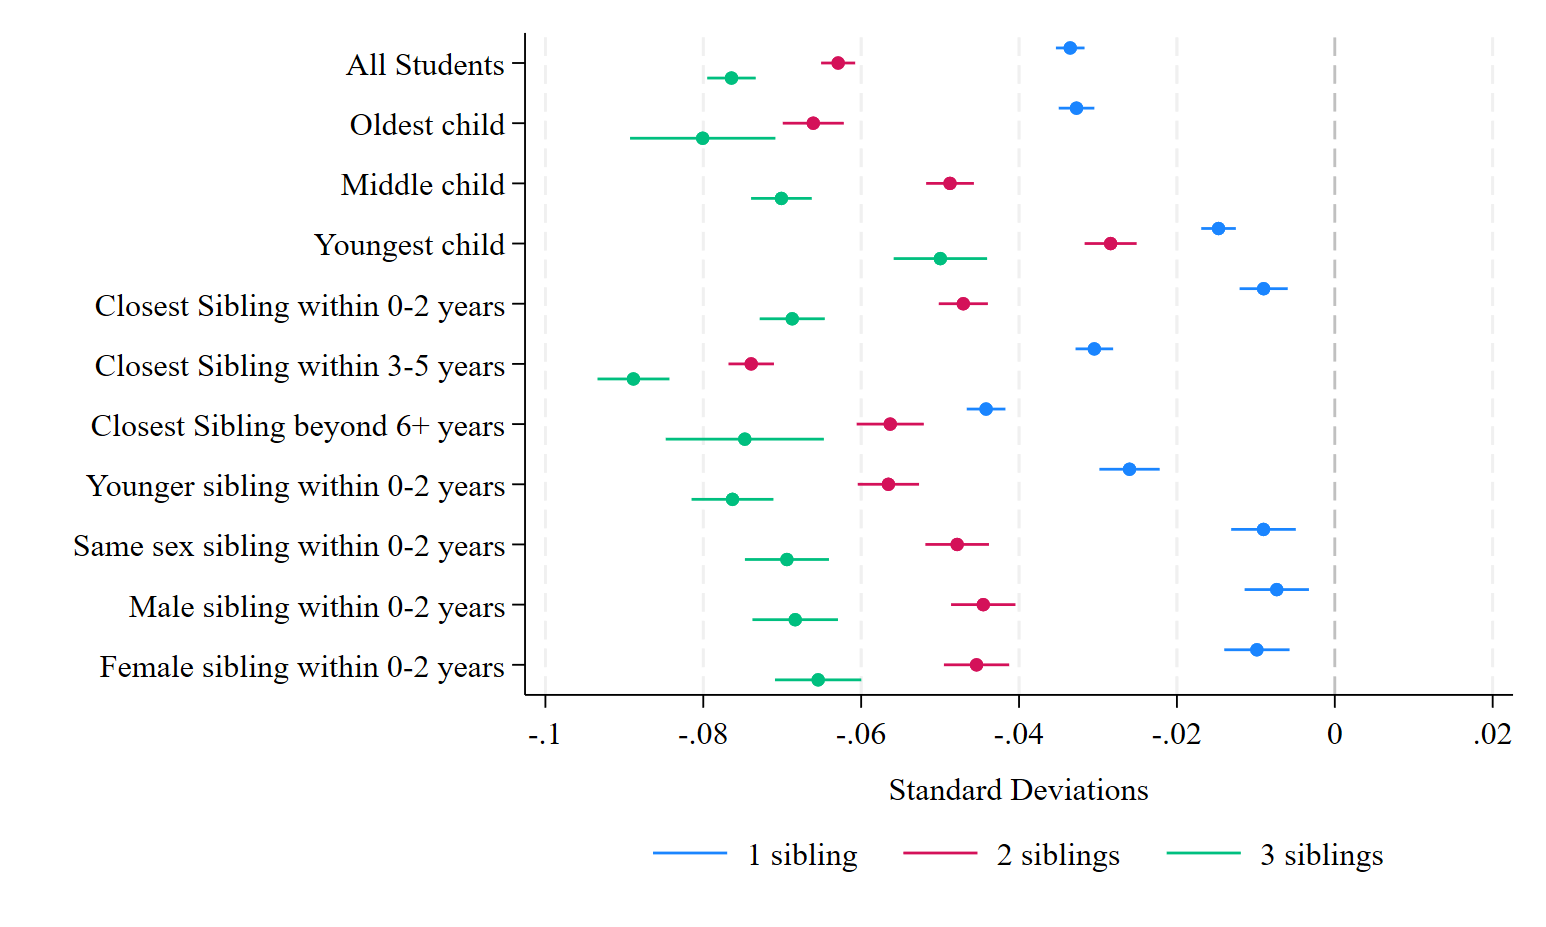 All Students
Oldest child
Middle child
Youngest child
Closest Sibling within 0-2 years
Closest Sibling within 3-5 years
Closest Sibling beyond 6+ years
Younger sibling within 0-2 years
Same sex sibling within 0-2 years
Male sibling within 0-2 years
Female sibling within 0-2 years
-.1 -.08 -.06 -.04 -.02 0 .02
Standard Deviations
1 sibling 2 siblings 3 siblings